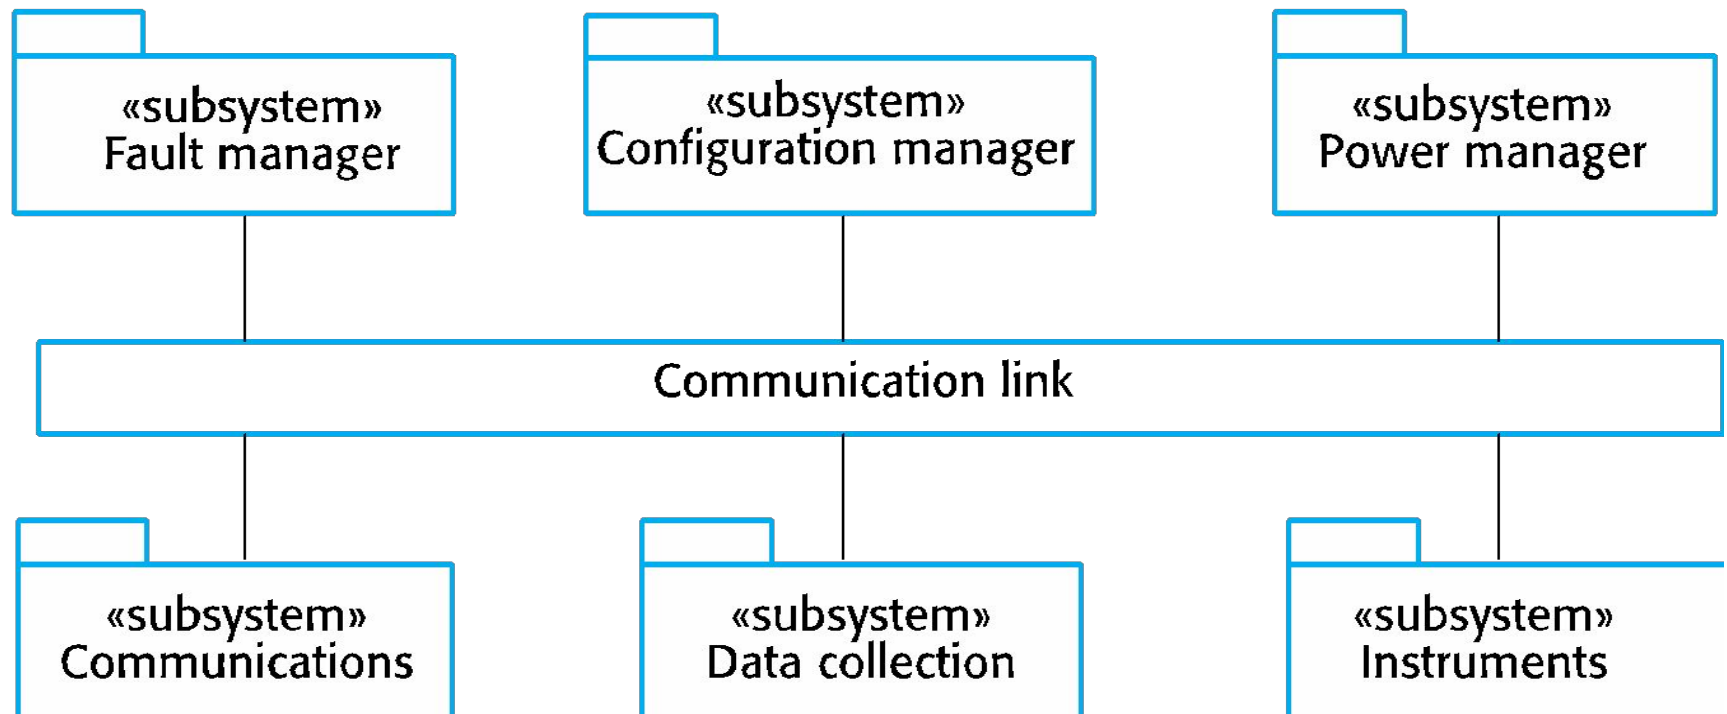 «subsystem»
Fault manager
«subsystem»
Configuration manager
«subsystem»
Power manager
Communication link
«subsystem»
Communications
«subsystem»
Data collection
«subsystem»
Instruments